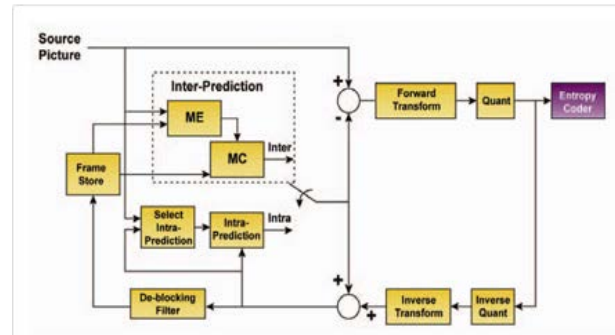 Source
Picture
Inter-Prediction
ME
MC
Inter
Frame
Store
Select
Intra-
Prediction
Intra-
Prediction
Intra
De-blocking
Filter
+
-
Forward
Transform
Quant
Entropy
Coder
+
+
Inverse
Transform
Inverse
Quant